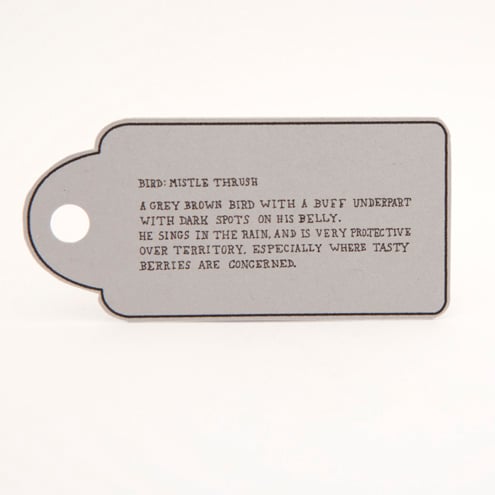 BIRD: MISTLE THRUSH
A GREY BROWN BIRD WITH A BUFF UNDERPART
WITH DARK SPOTS ON HIS BELLY.
HE SINGS IN THE RAIN, AND IS VERY PROTECTIVE
OVER TERRITORY, ESPECIALLY WHERE TASTY
BERRIES ARE CONCERNED.